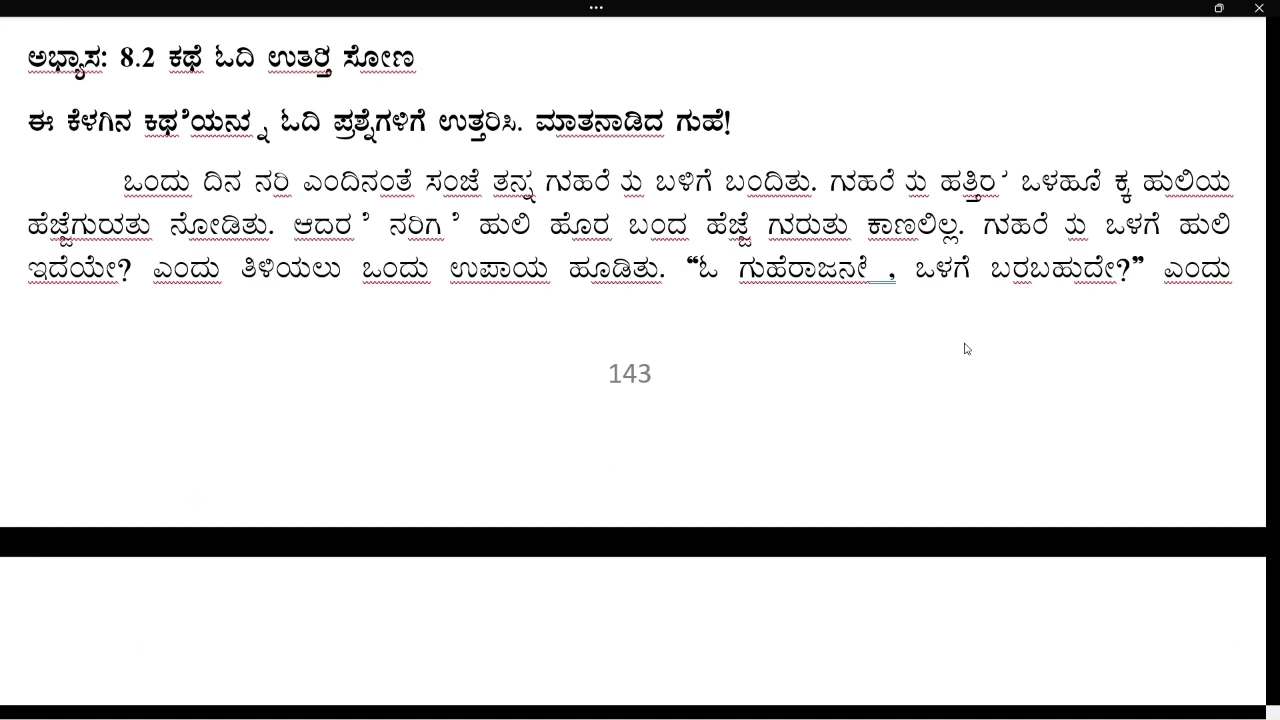 ಅಭ್ಯಾಸ: 8.2 ಕಥೆ ಓದಿ ಉತ್ತರಿಸೋಣ
ಈ ಕೆಳಗಿನ ಕಥೆಯನ್ನು ಓದಿ ಪ್ರಶ್ನೆಗಳಿಗೆ ಉತ್ತರಿಸಿ. ಮಾತನಾಡಿದ ಗುಹೆ!
ಒಂದು ದಿನ ನರಿ ಎಂದಿನಂತೆ ಸಂಜೆ ತನ್ನ ಗುಹೆಯ ಬಳಿಗೆ ಬಂದಿತು. ಗುಹೆಯ ಹತ್ತಿರ ಒಳಹೊಕ್ಕ ಹುಲಿಯ
ಹೆಜ್ಜೆಗುರುತು ನೋಡಿತು. ಆದರೆ ನರಿಗೆ ಹುಲಿ ಹೊರ ಬಂದ ಹೆಜ್ಜೆ ಗುರುತು ಕಾಣಲಿಲ್ಲ. ಗುಹೆಯ ಒಳಗೆ ಹುಲಿ
ಇದೆಯೇ? ಎಂದು ತಿಳಿಯಲು ಒಂದು ಉಪಾಯ ಹೂಡಿತು. “ಓ ಗುಹೆರಾಜನೇ , ಒಳಗೆ ಬರಬಹುದೇ?” ಎಂದು
143